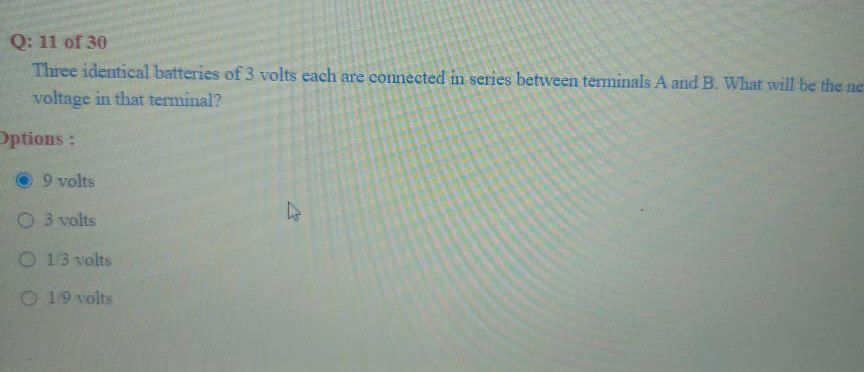 Q: 11 of 30
Three identical batteries of 3 volts each are connected in series between terminals A and B. What will be the ne
voltage in that terminal?
Options :
9 volts
3 volts
1/3 volts
1/9 volts